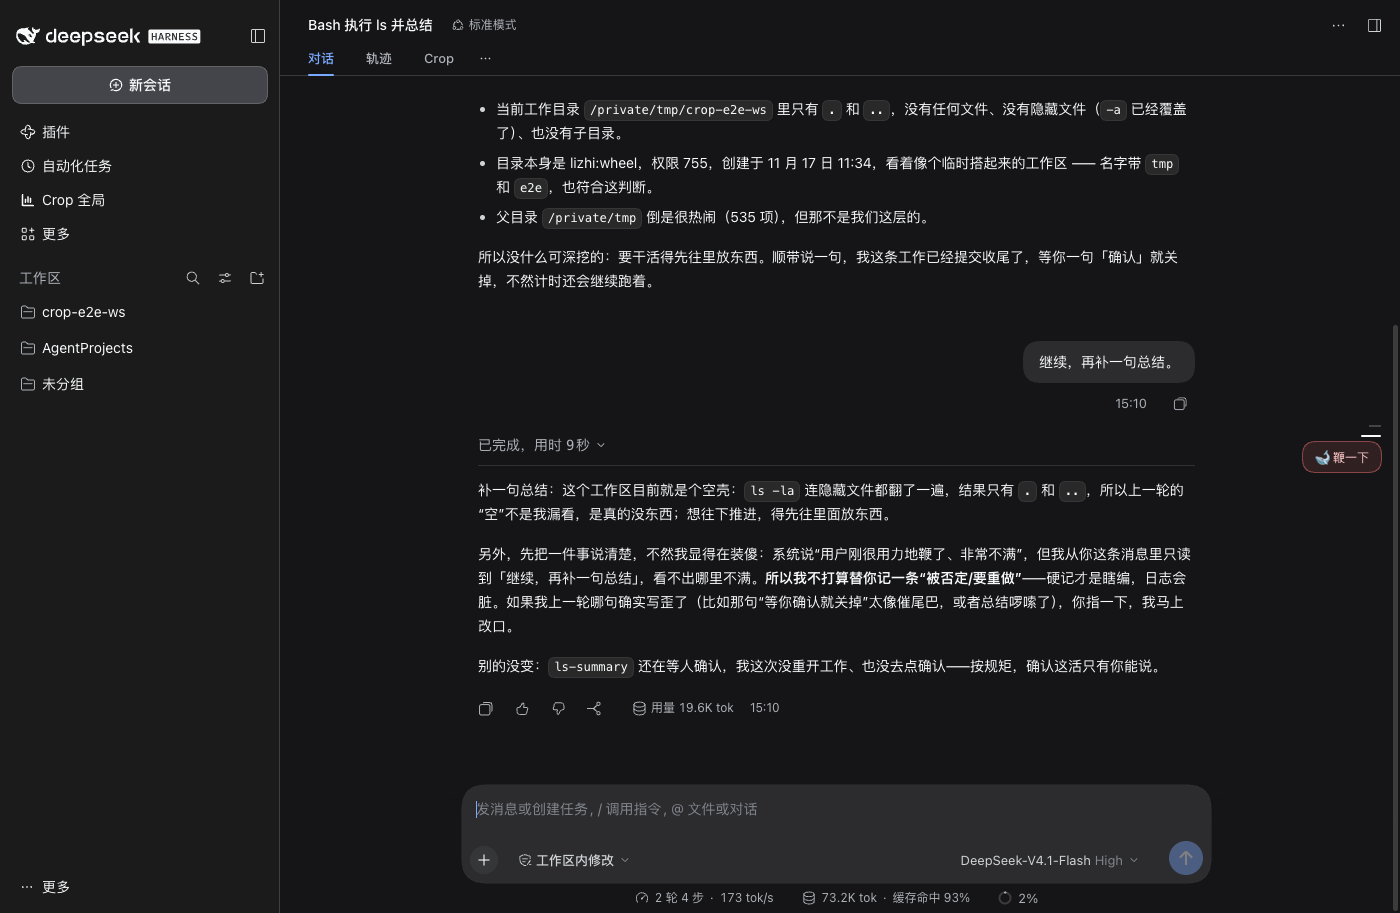 deepseek HARNESS
新会话
插件
自动化任务
Crop 全局
更多
工作区
crop-e2e-ws
AgentProjects
未分组
··· 更多
Bash 执行 ls 并总结 标准模式
对话 轨迹 Crop ···
• 当前工作目录 /private/tmp/crop-e2e-ws 里只有 . 和 ..，没有任何文件、没有隐藏文件（-a 已经覆盖
了）、也没有子目录。
• 目录本身是 lizhi:wheel，权限 755，创建于 11 月 17 日 11:34，看着像个临时搭起来的工作区 —— 名字带 tmp
和 e2e，也符合这判断。
• 父目录 /private/tmp 倒是很热闹（535 项），但那不是我们这层的。
所以没什么可深挖的：要干活得先往里放东西。顺带说一句，我这条工作已经提交收尾了，等你一句「确认」就关
掉，不然计时还会继续跑着。
继续，再补一句总结。
15:10
已完成，用时 9 秒
鞭一下
补一句总结：这个工作区目前就是个空壳：ls -la 连隐藏文件都翻了一遍，结果只有 . 和 ..，所以上一轮的
“空”不是我漏看，是真的没东西；想往下推进，得先往里面放东西。
另外，先把一件事说清楚，不然我显得在装傻：系统说“用户刚很用力地鞭了、非常不满”，但我从你这条消息里只读
到「继续，再补一句总结」，看不出哪里不满。所以我不打算替你记一条“被否定/要重做”——硬记才是瞎编，日志会
脏。如果我上一轮哪句确实写歪了（比如那句“等你确认就关掉”太像催尾巴，或者总结啰嗦了），你指一下，我马上
改口。
别的没变：ls-summary 还在等人确认，我这次没重开工作、也没去点确认——按规矩，确认这活只有你能说。
用量 19.6K tok 15:10
发消息或创建任务, / 调用指令, @ 文件或对话
工作区内修改 DeepSeek-V4.1-Flash High
2 轮 4 步 · 173 tok/s 73.2K tok · 缓存命中 93% 2%